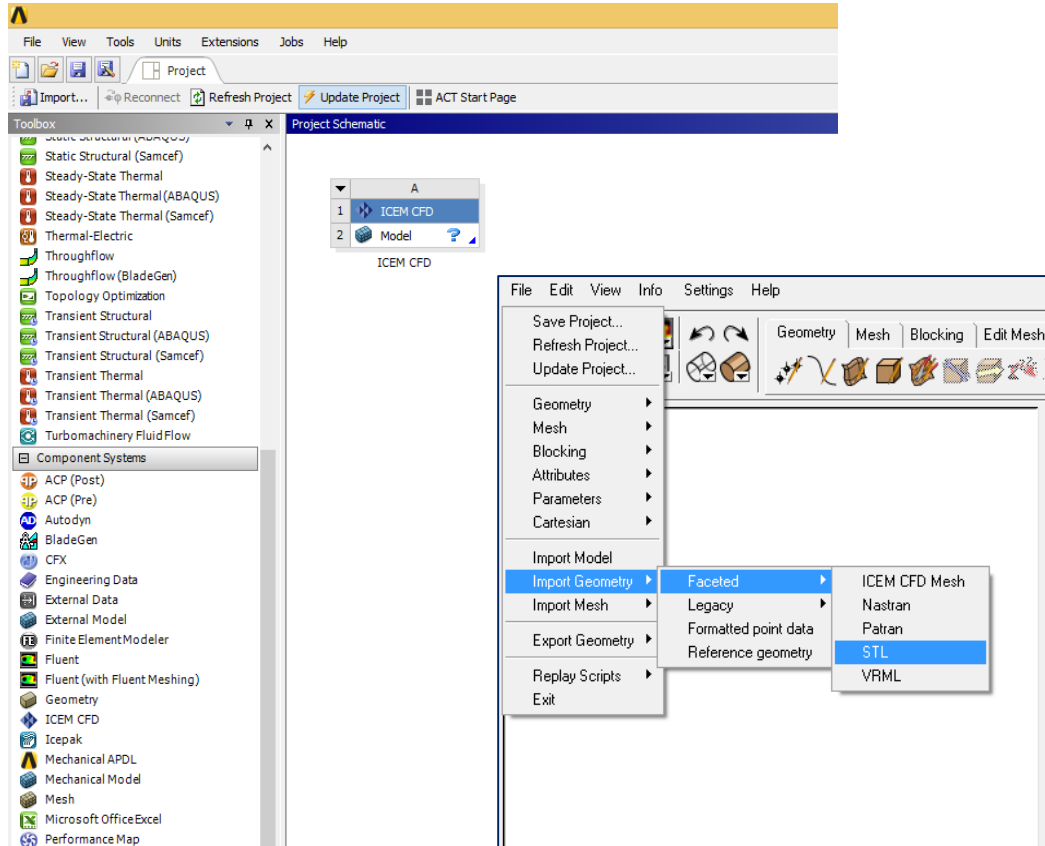 File View Tools Units Extensions Jobs Help
Project
Import... Reconnect Refresh Project Update Project ACT Start Page
Toolbox
Project Schematic
Static Structural (ABAQUS)
Static Structural (Samcef)
Steady-State Thermal
Steady-State Thermal (ABAQUS)
Steady-State Thermal (Samcef)
Thermal-Electric
Throughflow
Throughflow (BladeGen)
Topology Optimization
Transient Structural
Transient Structural (ABAQUS)
Transient Structural (Samcef)
Transient Thermal
Transient Thermal (ABAQUS)
Transient Thermal (Samcef)
Turbomachinery Fluid Flow
Component Systems
ACP (Post)
ACP (Pre)
Autodyn
BladeGen
CFX
Engineering Data
External Data
External Model
Finite Element Modeler
Fluent
Fluent (with Fluent Meshing)
Geometry
ICEM CFD
Icepak
Mechanical APDL
Mechanical Model
Mesh
Microsoft Office Excel
Performance Map
A
1 ICEM CFD
2 Model ?
ICEM CFD
File Edit View Info Settings Help
Geometry Mesh Blocking Edit Mesh
Save Project...
Refresh Project...
Update Project...
Geometry
Mesh
Blocking
Attributes
Parameters
Cartesian
Import Model
Import Geometry
Import Mesh
Export Geometry
Replay Scripts
Exit
Faceted
Legacy
Formatted point data
Reference geometry
ICEM CFD Mesh
Nastran
Patran
STL
VRML